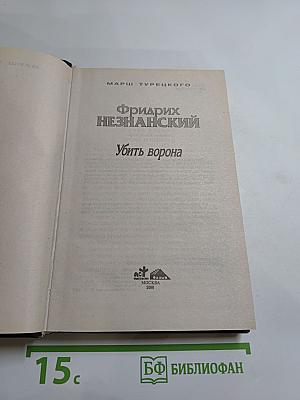 МАРШ ТУРЕЦКОГО
Фридрих
НЕЗНАНСКИЙ
Убить ворона
МОСКВА
15с
БФ БИБЛИОФАН